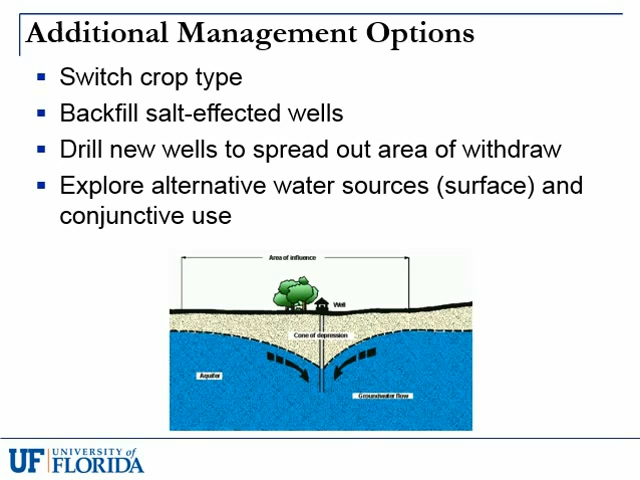 Additional Management Options
Switch crop type
Backfill salt-effected wells
Drill new wells to spread out area of withdraw
Explore alternative water sources (surface) and
conjunctive use
Area of influence
Well
Cone of depression
Aquifer
Groundwater flow
UF UNIVERSITY of
FLORIDA